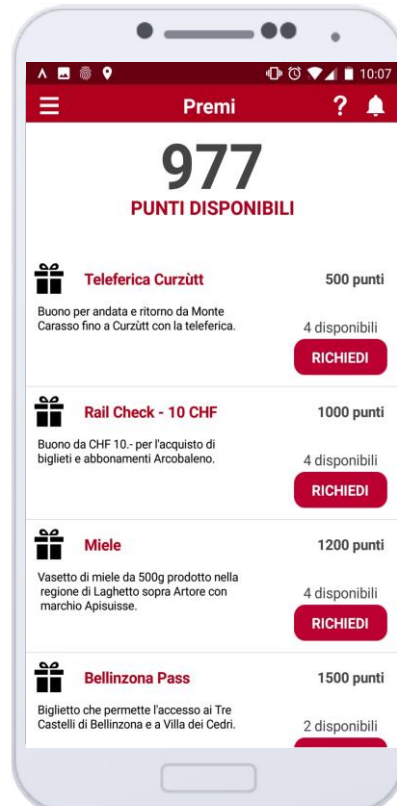 10:07
Premi ?
977
PUNTI DISPONIBILI
Teleferica Curzùtt 500 punti
Buono per andata e ritorno da Monte
Carasso fino a Curzùtt con la teleferica.
4 disponibili
RICHIEDI
Rail Check - 10 CHF 1000 punti
Buono da CHF 10.- per l'acquisto di
biglieti e abbonamenti Arcobaleno.
4 disponibili
RICHIEDI
Miele 1200 punti
Vasetto di miele da 500g prodotto nella
regione di Laghetto sopra Artore con
marchio Apisuisse.
4 disponibili
RICHIEDI
Bellinzona Pass 1500 punti
Biglietto che permette l'accesso ai Tre
Castelli di Bellinzona e a Villa dei Cedri.
2 disponibili